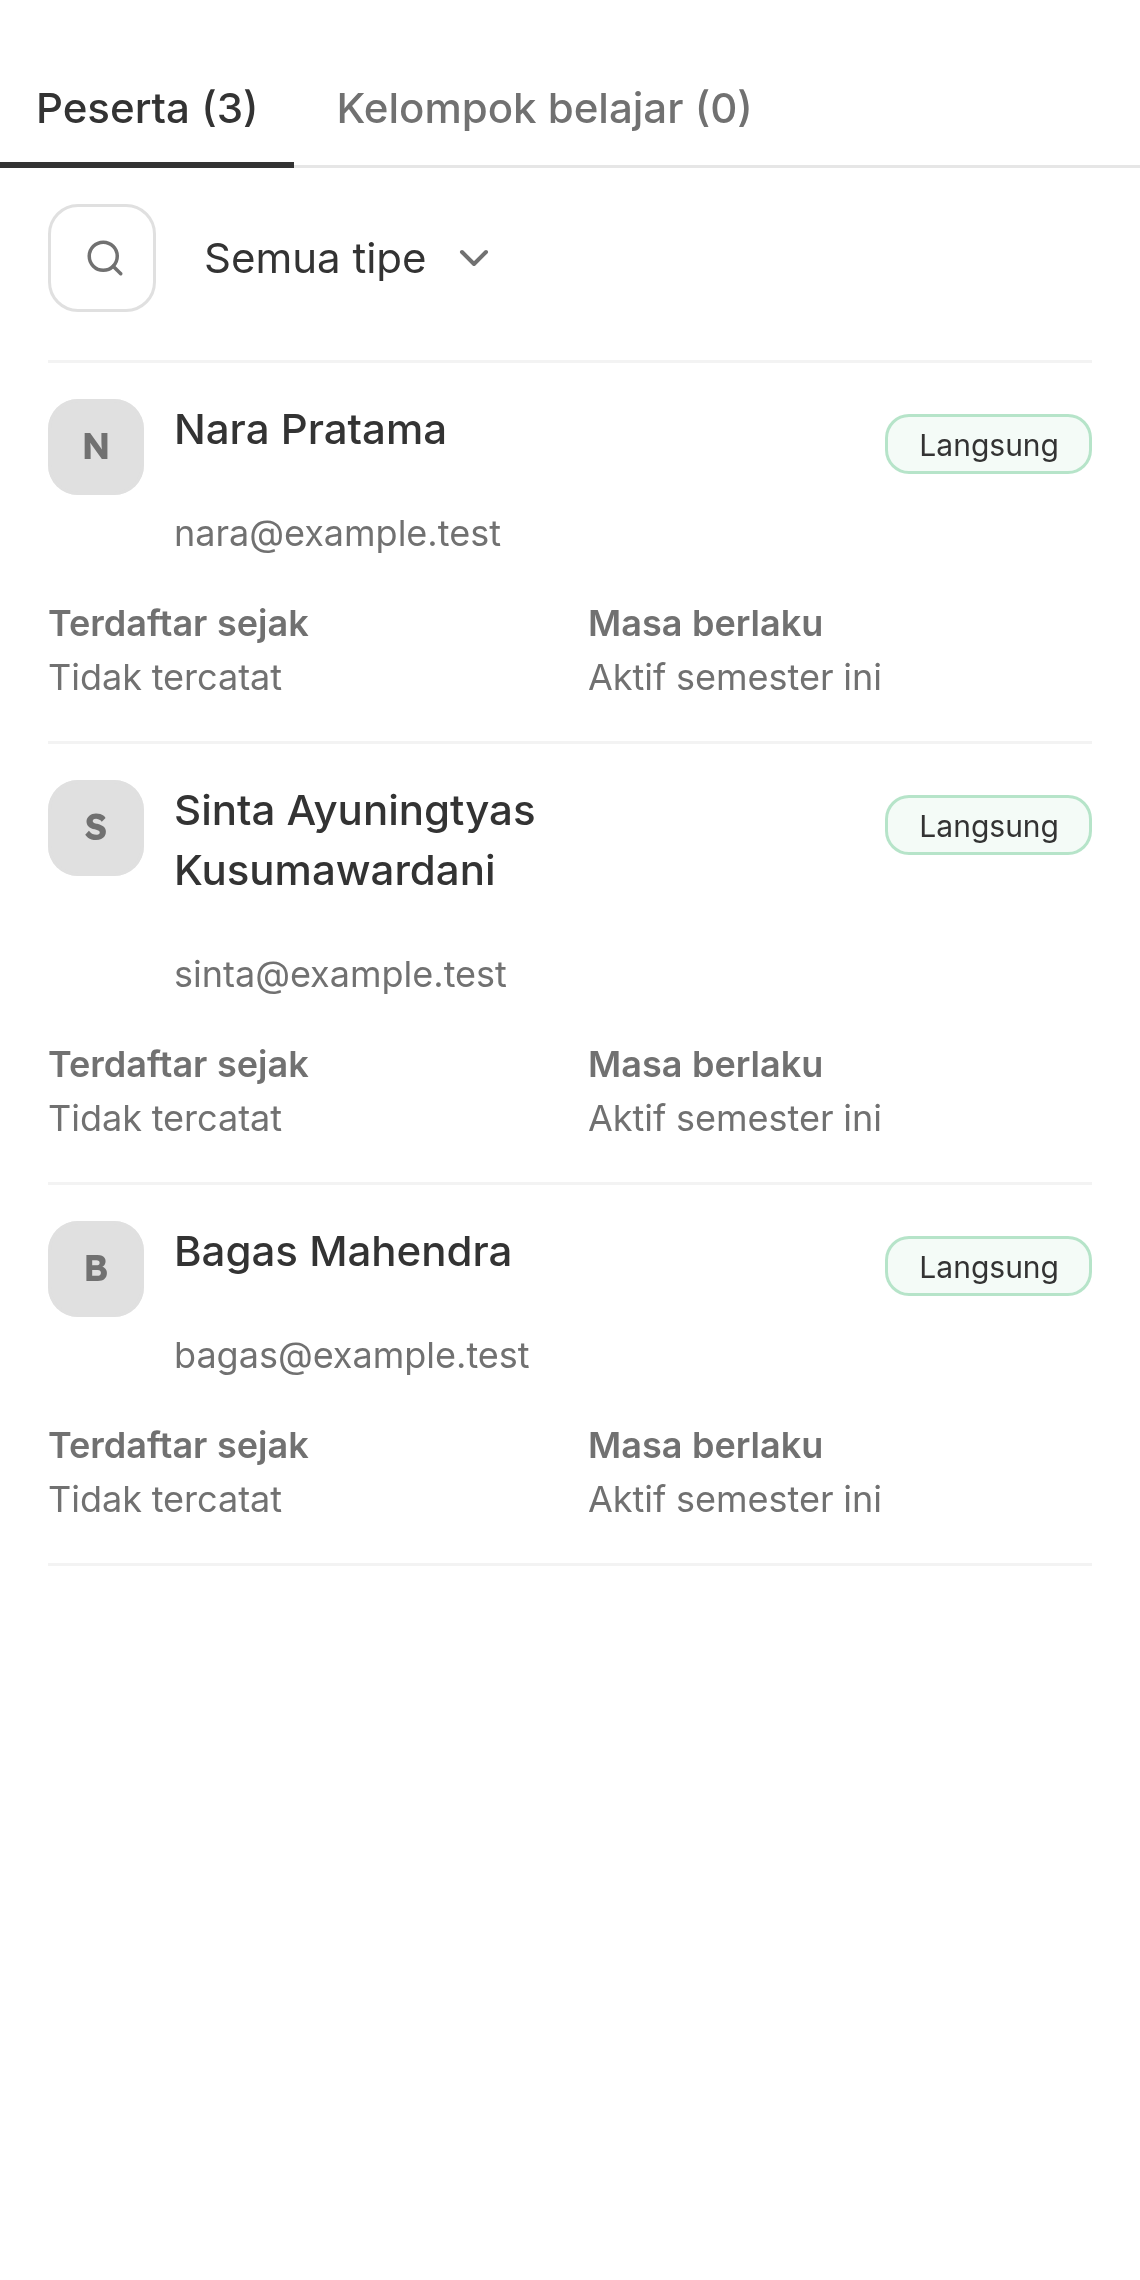 Peserta (3)
Kelompok belajar (0)
Semua tipe
N
Nara Pratama
Langsung
nara@example.test
Terdaftar sejak
Masa berlaku
Tidak tercatat
Aktif semester ini
S
Sinta Ayuningtyas
Kusumawardani
Langsung
sinta@example.test
Terdaftar sejak
Masa berlaku
Tidak tercatat
Aktif semester ini
B
Bagas Mahendra
Langsung
bagas@example.test
Terdaftar sejak
Masa berlaku
Tidak tercatat
Aktif semester ini